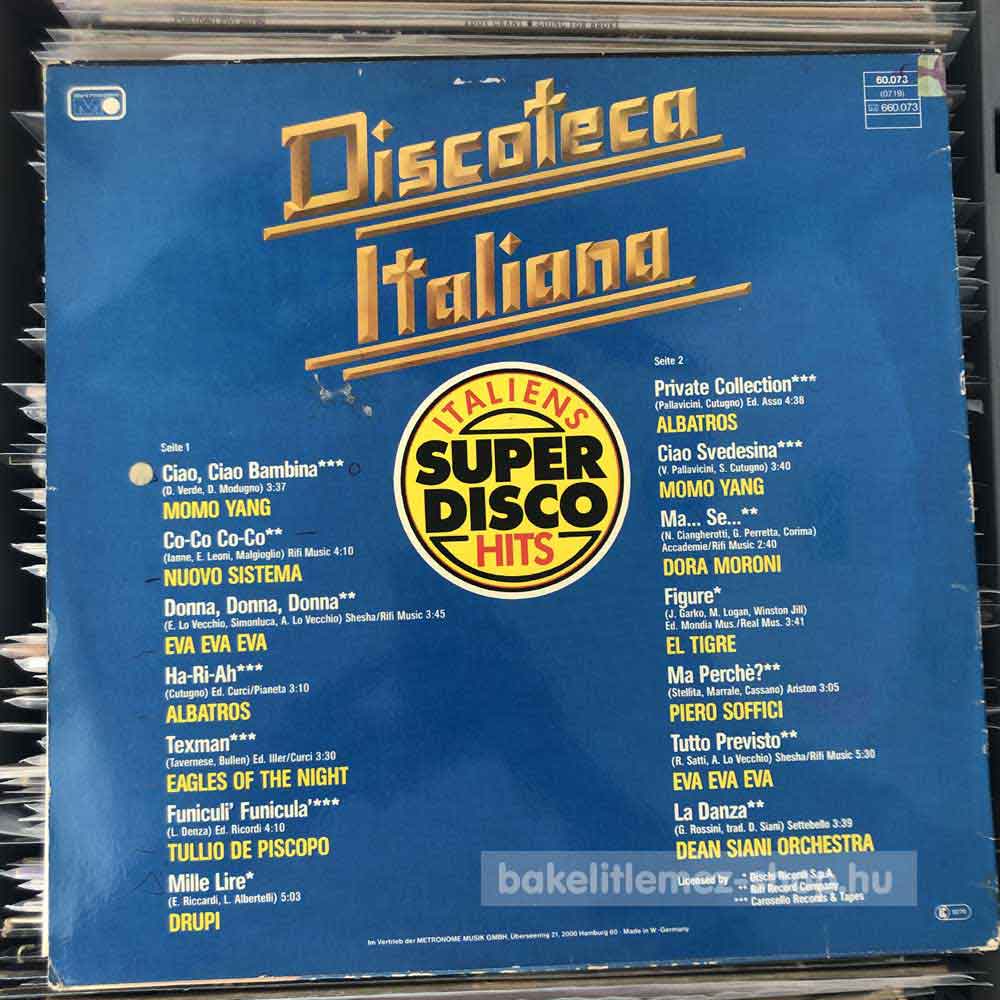 EDDY GRANT • GOING FOR BROKE
60.073
(0719)
660.073
Discoteca
Italiana
ITALIENS
SUPER
DISCO
HITS
Seite 1
Ciao, Ciao Bambina***
(D. Verde, D. Modugno) 3:37
MOMO YANG
Co-Co Co-Co**
(Ianne, E. Leoni, Malgioglio) Rifi Music 4:10
NUOVO SISTEMA
Donna, Donna, Donna**
(E. Lo Vecchio, Simonluca, A. Lo Vecchio) Shesha/Rifi Music 3:45
EVA EVA EVA
Ha-Ri-Ah***
(Cutugno) Ed. Curci/Pianeta 3:10
ALBATROS
Texman***
(Tavernese, Bullen) Ed. Iller/Curci 3:30
EAGLES OF THE NIGHT
Funiculi' Funicula'***
(L. Denza) Ed. Ricordi 4:10
TULLIO DE PISCOPO
Mille Lire*
(E. Riccardi, L. Albertelli) 5:03
DRUPI
Seite 2
Private Collection***
(Pallavicini, Cutugno) Ed. Asso 4:38
ALBATROS
Ciao Svedesina***
(V. Pallavicini, S. Cutugno) 3:40
MOMO YANG
Ma... Se...**
(N. Ciangherotti, G. Perretta, Corima)
Accademie/Rifi Music 2:40
DORA MORONI
Figure*
(J. Garko, M. Logan, Winston Jill)
Ed. Mondia Mus./Real Mus. 3:41
EL TIGRE
Ma Perchè?**
(Stellita, Marrale, Cassano) Ariston 3:05
PIERO SOFFICI
Tutto Previsto**
(R. Satti, A. Lo Vecchio) Shesha/Rifi Music 5:30
EVA EVA EVA
La Danza**
(G. Rossini, trad. D. Siani) Settebello 3:39
DEAN SIANI ORCHESTRA
bakelitlemez-shop.hu
Licensed by * Dischi Ricordi S.p.A.
** Rifi Record Company
*** Carosello Records & Tapes
Im Vertrieb der METRONOME MUSIK GMBH, Überseering 21, 2000 Hamburg 60 · Made in W.-Germany